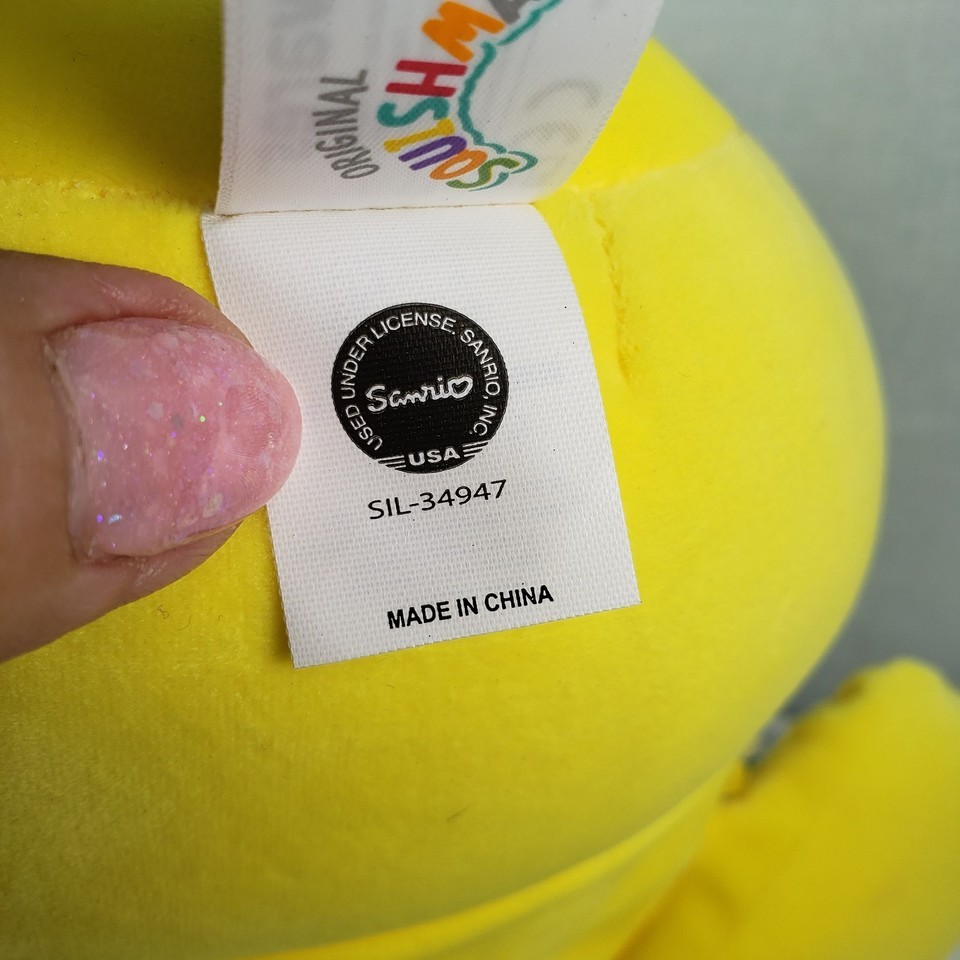 ORIGINAL
SQUISHMA
USED UNDER LICENSE. SANRIO, INC.
Sanrio
USA
SIL-34947
MADE IN CHINA